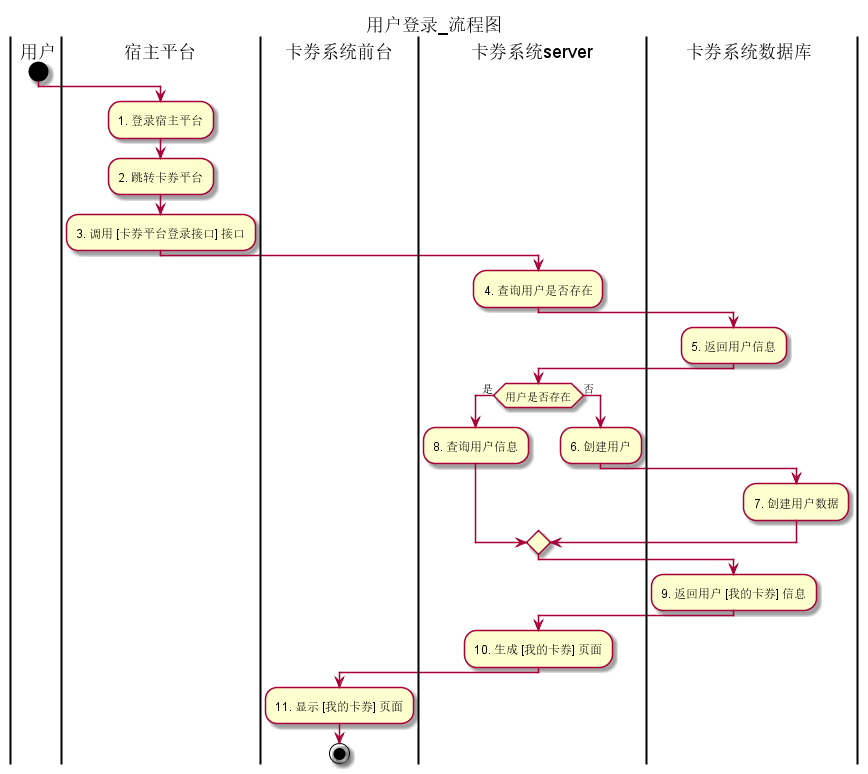 用户登录_流程图
用户
宿主平台
卡券系统前台
卡券系统server
卡券系统数据库
1. 登录宿主平台
2. 跳转卡券平台
3. 调用 [卡券平台登录接口] 接口
4. 查询用户是否存在
5. 返回用户信息
是
用户是否存在
否
8. 查询用户信息
6. 创建用户
7. 创建用户数据
9. 返回用户 [我的卡券] 信息
10. 生成 [我的卡券] 页面
11. 显示 [我的卡券] 页面